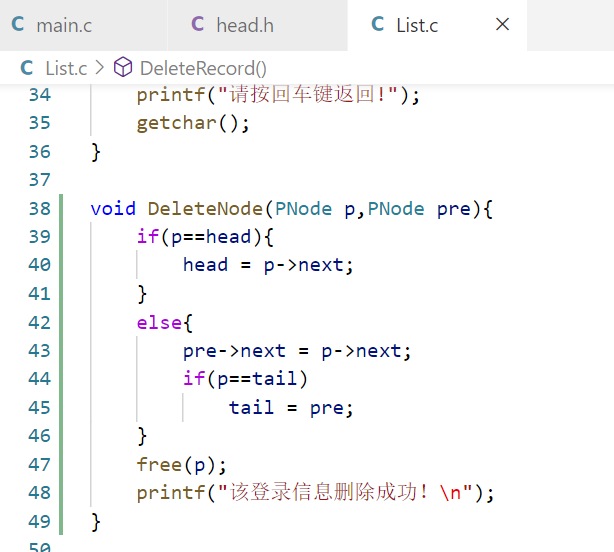 C main.c C head.h C List.c ×
C List.c > DeleteRecord()
34 printf("请按回车键返回!");
35 getchar();
36 }
37
38 void DeleteNode(PNode p,PNode pre){
39 if(p==head){
40 head = p->next;
41 }
42 else{
43 pre->next = p->next;
44 if(p==tail)
45 tail = pre;
46 }
47 free(p);
48 printf("该登录信息删除成功! \n");
49 }
50